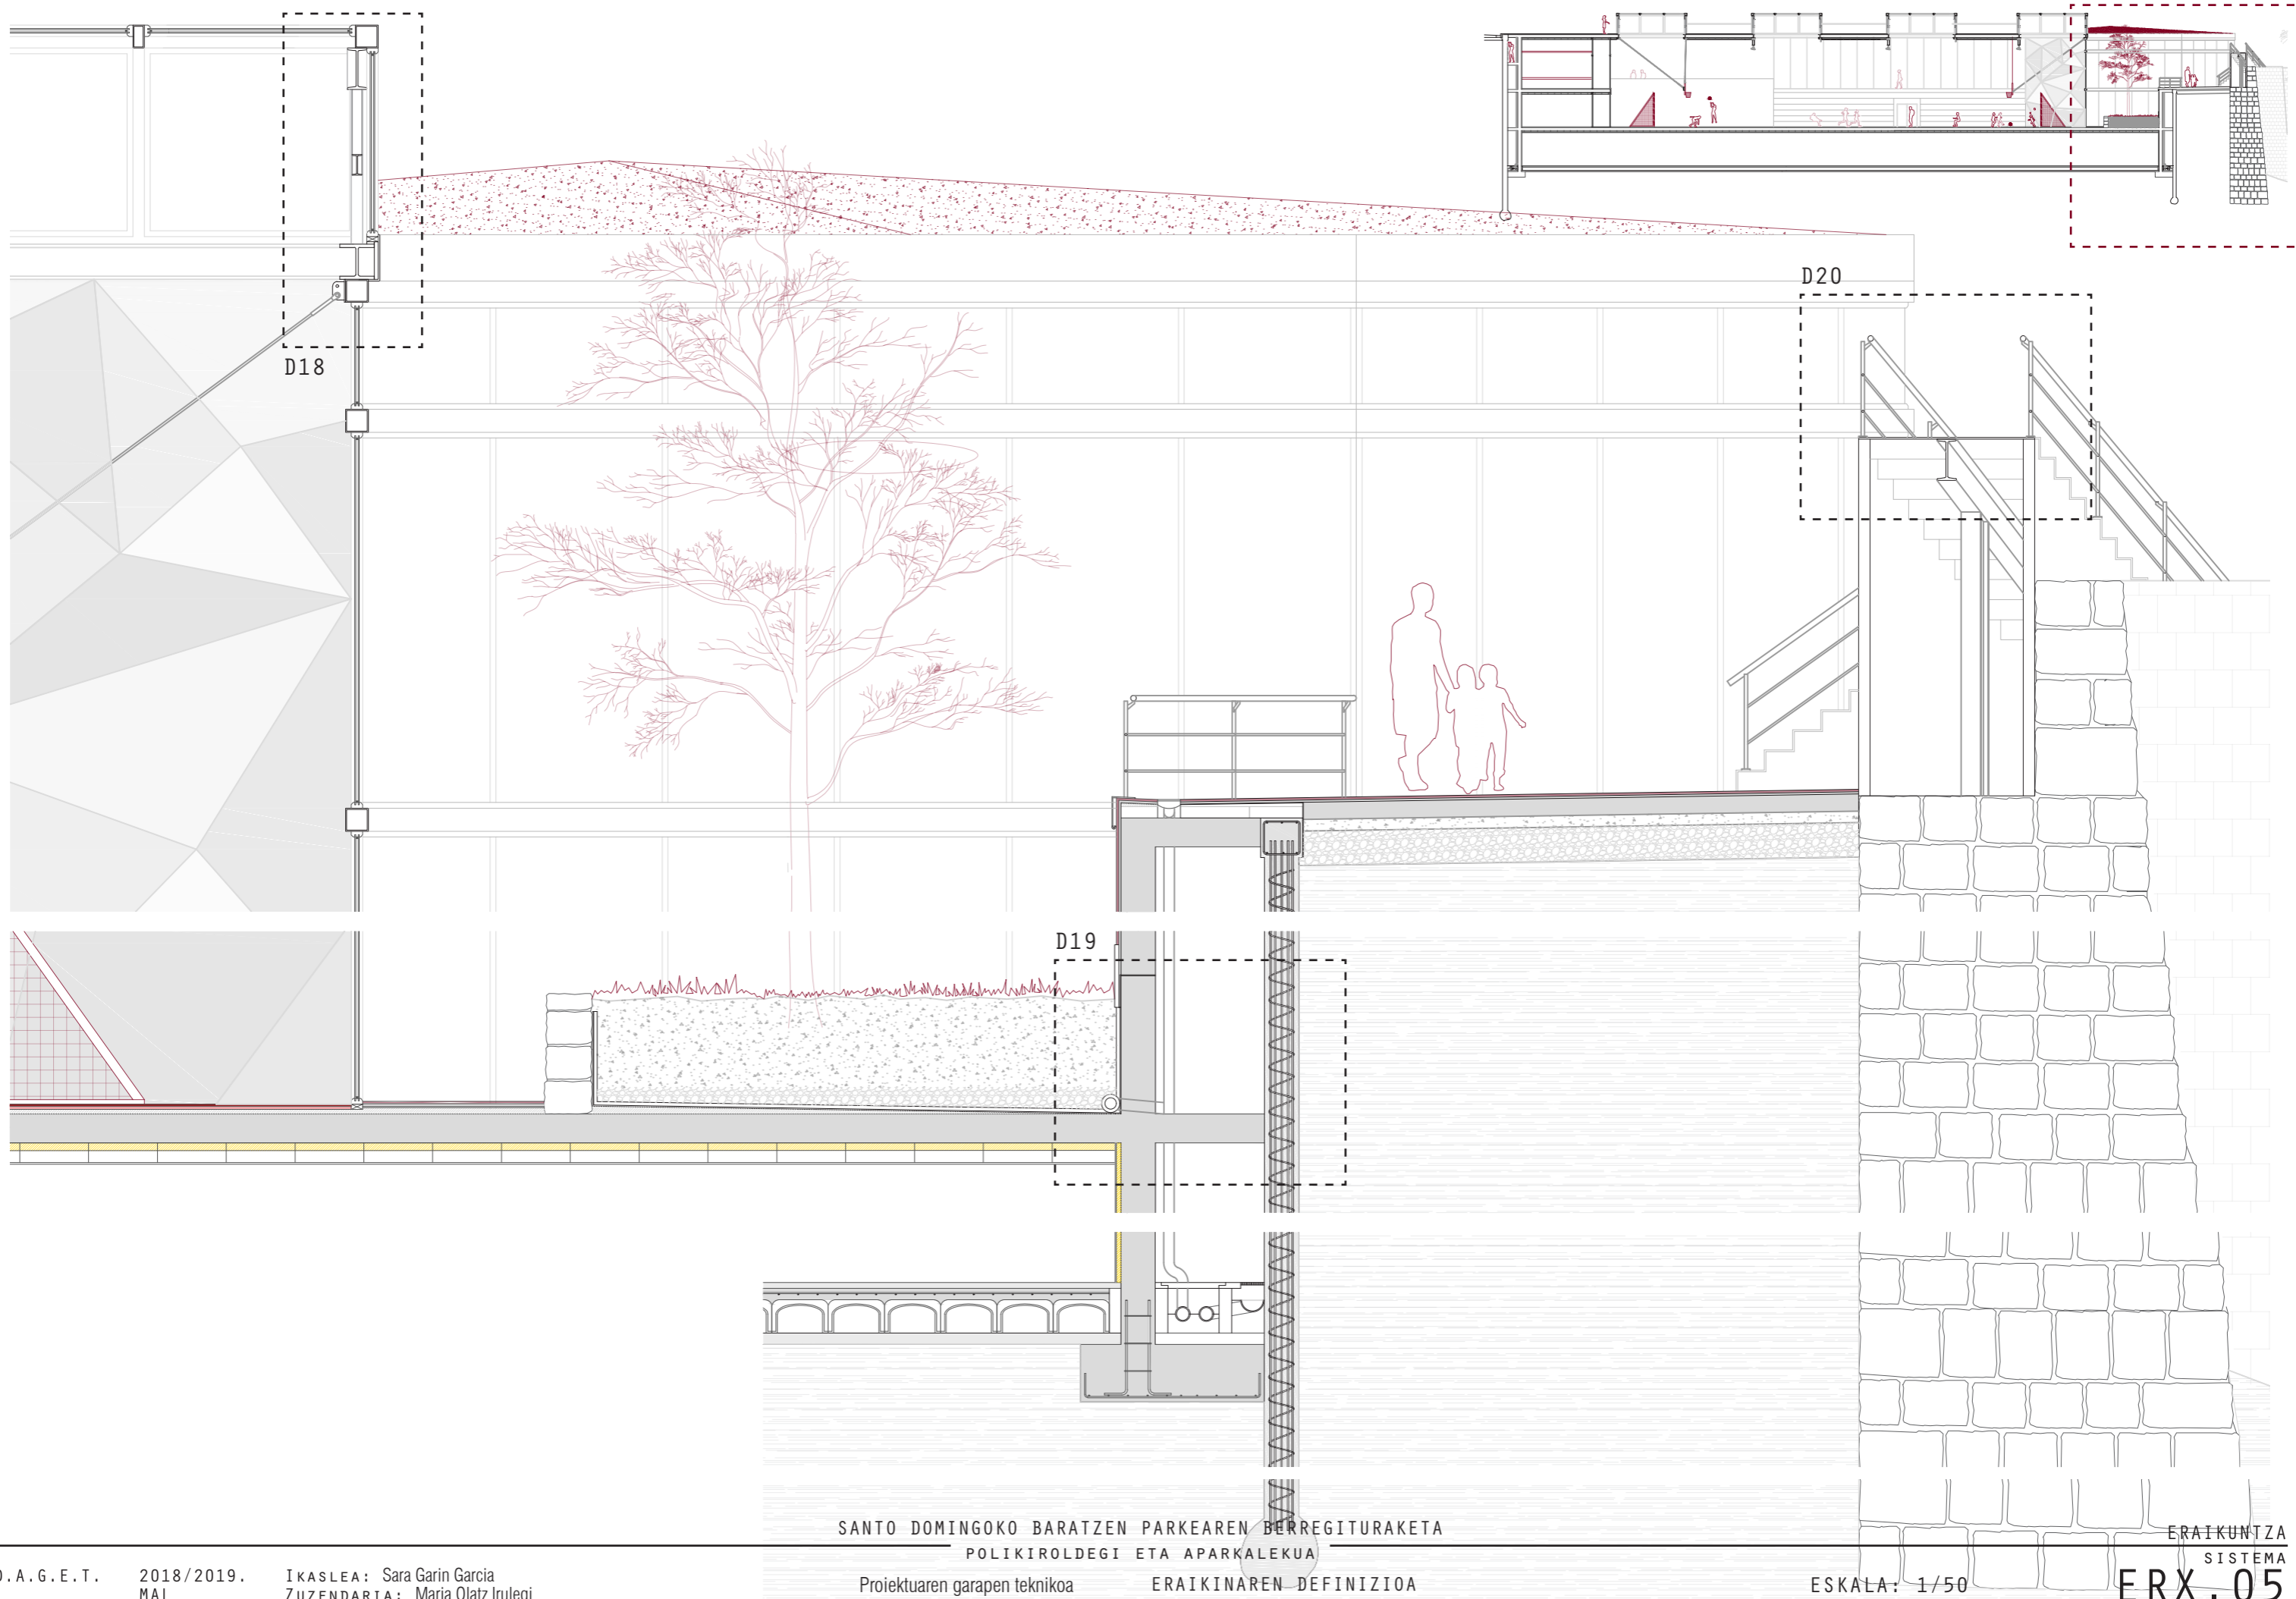 D20
D18
D19
SANTO DOMINGOKO BARATZEN PARKEAREN BERREGITURAKETA
POLIKIROLDEGI ETA APARKALEKUA
ERAIKUNTZA
SISTEMA
.A.G.E.T.
2018/2019.
MAI
IKASLEA: Sara Garin Garcia
ZUZENDARIA: Maria Olatz Irulegi
Proiektuaren garapen teknikoa
ERAIKINAREN DEFINIZIOA
ESKALA: 1/50
ERX.05